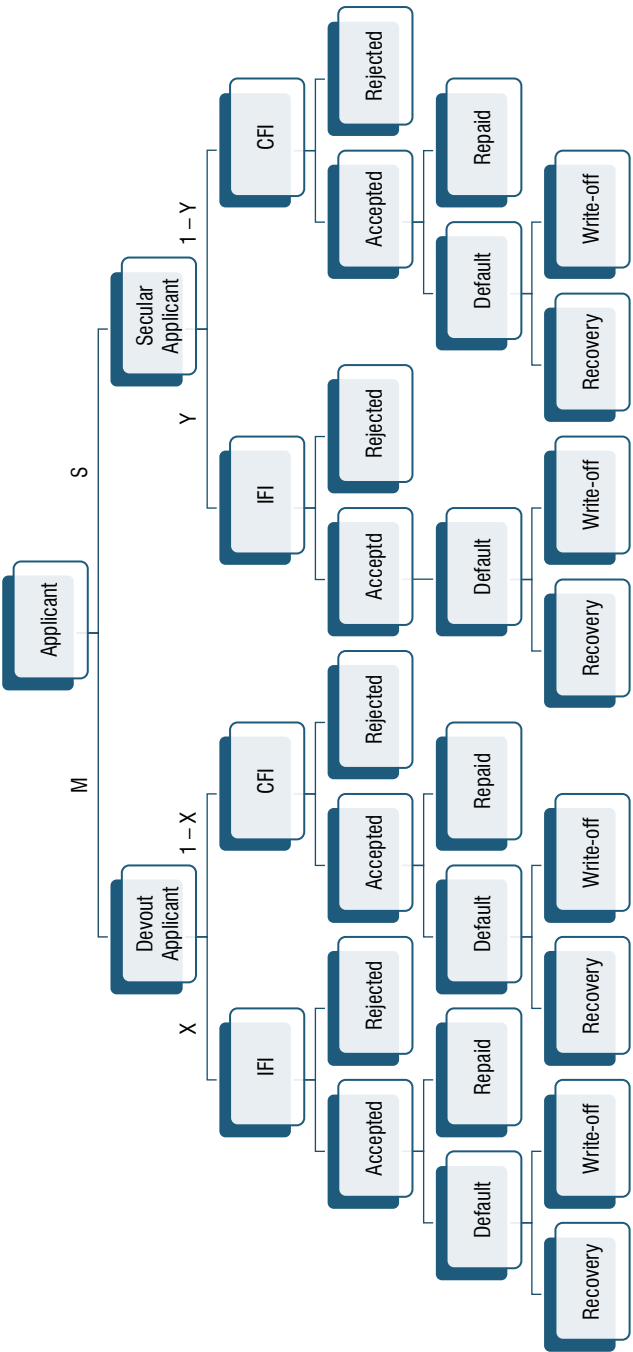 Applicant
M
S
Devout
Applicant
Secular
Applicant
X
1 – X
Y
1 – Y
IFI
CFI
IFI
CFI
Accepted
Rejected
Accepted
Rejected
Acceptd
Rejected
Accepted
Rejected
Default
Repaid
Default
Repaid
Default
Default
Repaid
Recovery
Write-off
Recovery
Write-off
Recovery
Write-off
Recovery
Write-off